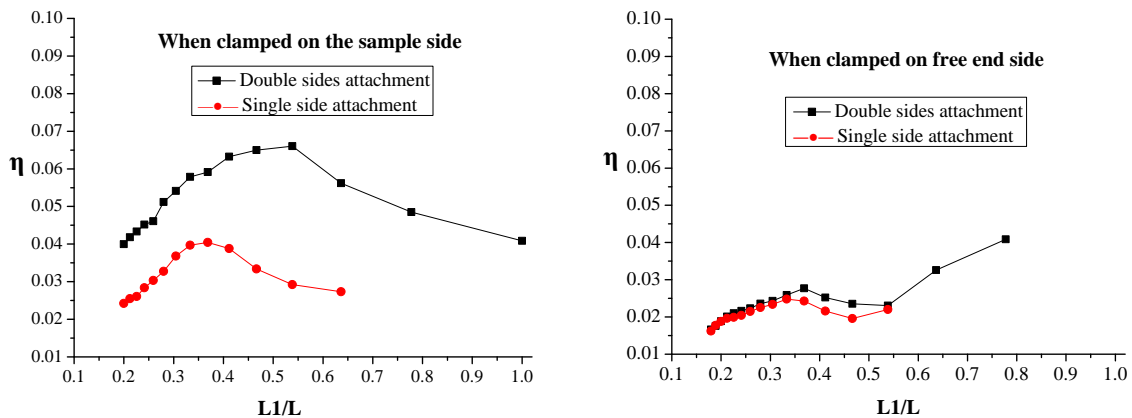 When clamped on the sample side
Double sides attachment
Single side attachment
η
0.10
0.09
0.08
0.07
0.06
0.05
0.04
0.03
0.02
0.01
0.1 0.2 0.3 0.4 0.5 0.6 0.7 0.8 0.9 1.0
L1/L
When clamped on free end side
Double sides attachment
Single side attachment
η
0.10
0.09
0.08
0.07
0.06
0.05
0.04
0.03
0.02
0.01
0.1 0.2 0.3 0.4 0.5 0.6 0.7 0.8 0.9 1.0
L1/L